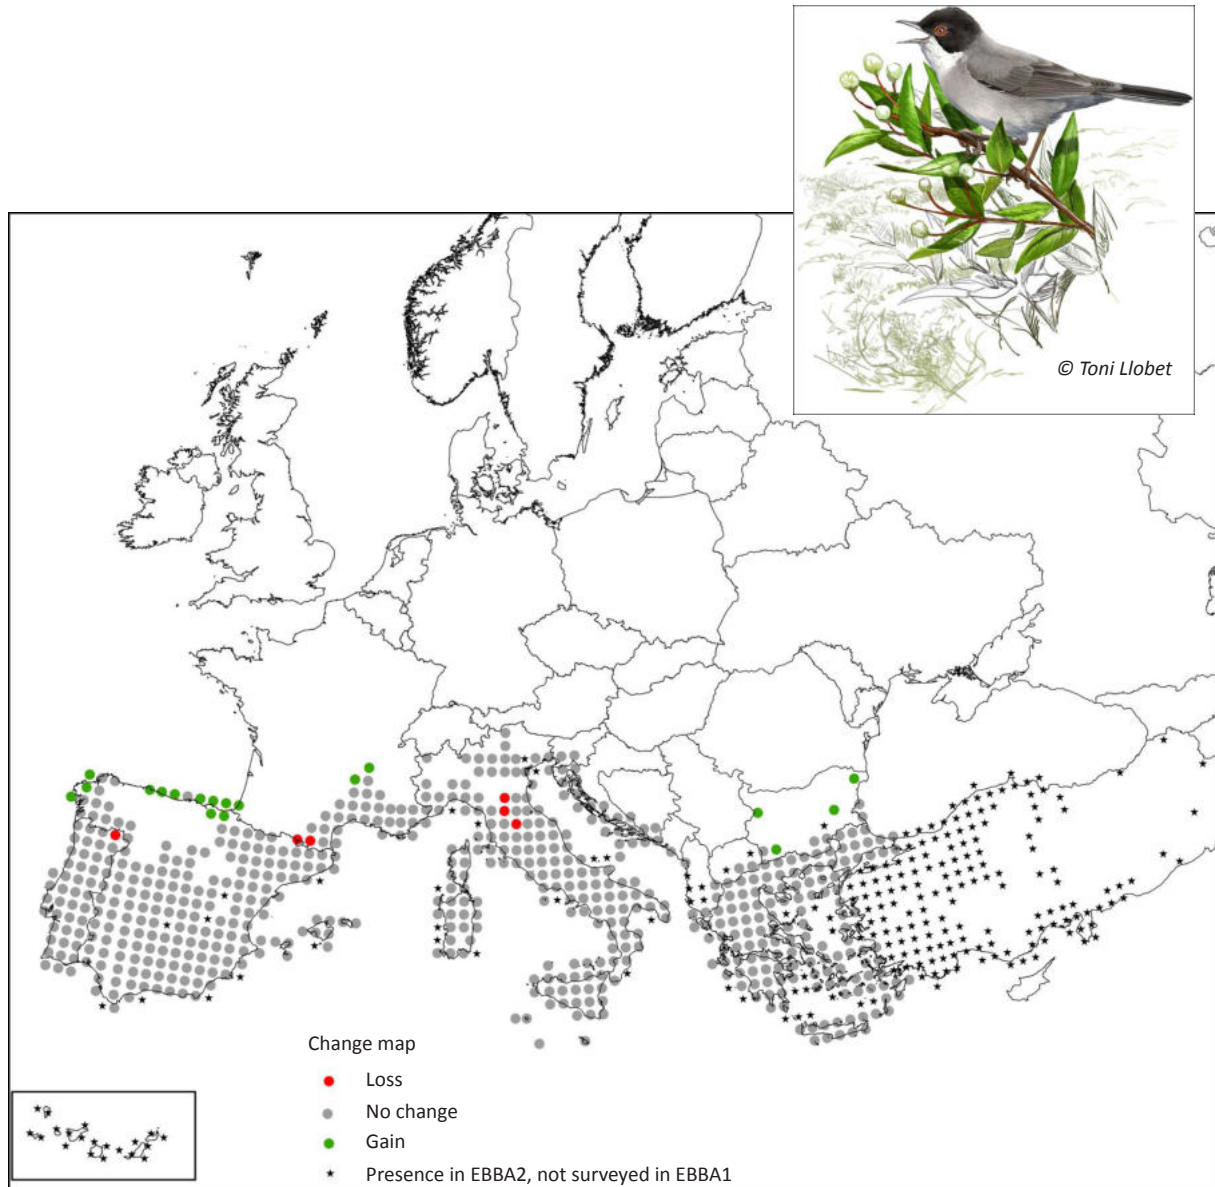 © Toni Llobet
Change map
Loss
No change
Gain
Presence in EBBA2, not surveyed in EBBA1